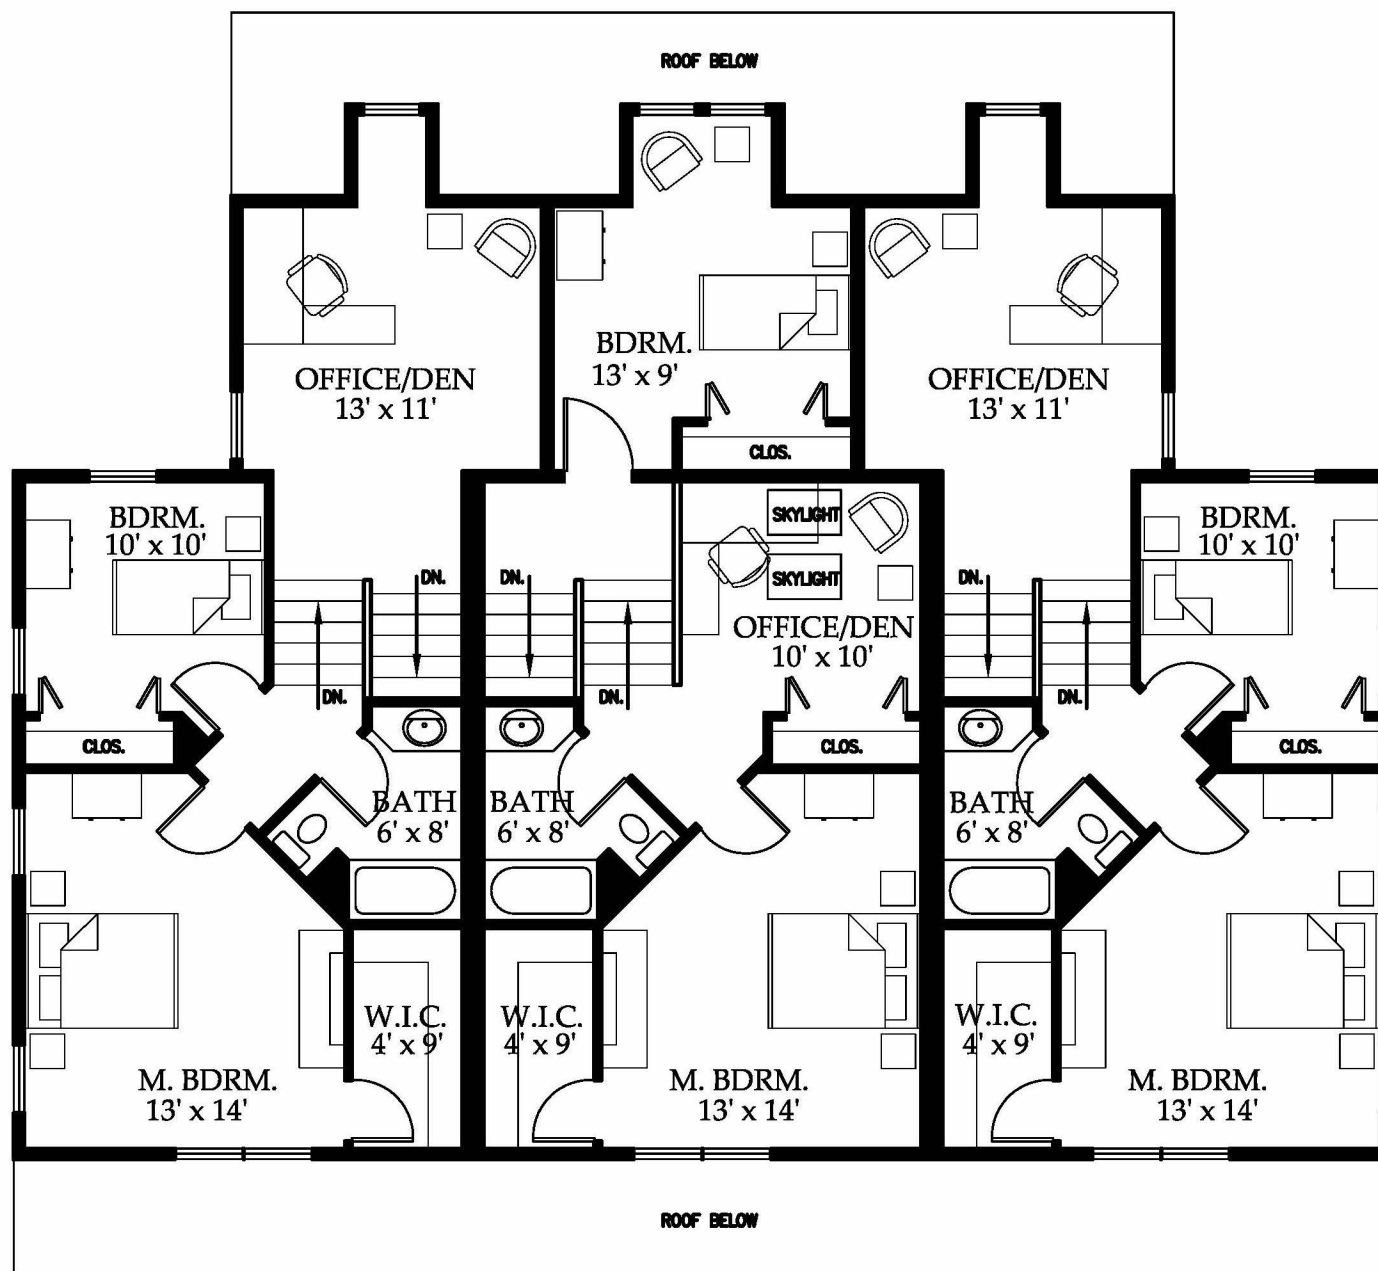 ROOF BELOW
BDRM.
13' x 9'
OFFICE/DEN
13' x 11'
OFFICE/DEN
13' x 11'
CLOS.
BDRM.
10' x 10'
SKYLIGHT
BDRM.
10' x 10'
DN.
DN.
SKYLIGHT
DN.
OFFICE/DEN
10' x 10'
DN.
DN.
DN.
CLOS.
CLOS.
CLOS.
BATH
6' x 8'
BATH
6' x 8'
BATH
6' x 8'
W.I.C.
4' x 9'
W.I.C.
4' x 9'
W.I.C.
4' x 9'
M. BDRM.
13' x 14'
M. BDRM.
13' x 14'
M. BDRM.
13' x 14'
ROOF BELOW